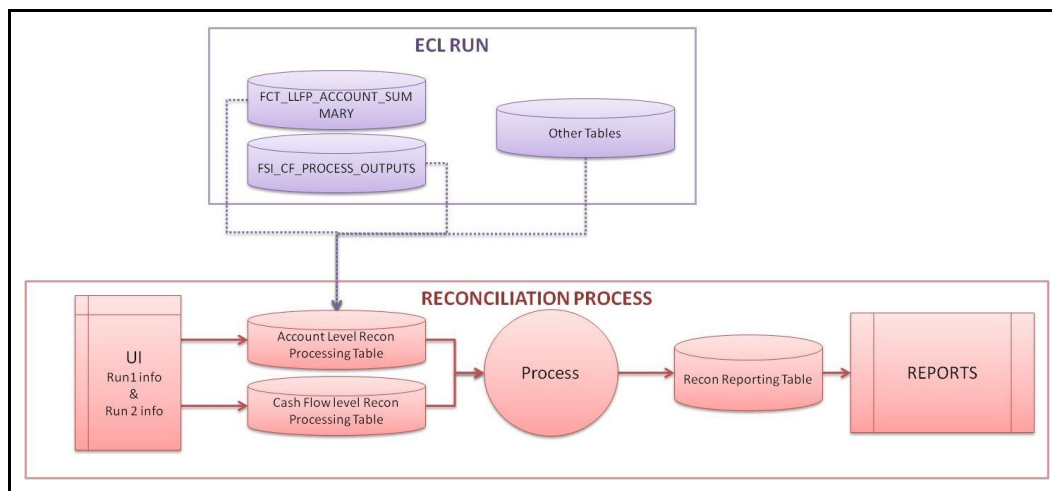 ECL RUN
FCT_LLFP_ACCOUNT_SUM
MARY
FSI_CF_PROCESS_OUTPUTS
Other Tables
RECONCILIATION PROCESS
UI
Run1 info
&
Run 2 info
Account Level Recon
Processing Table
Cash Flow level Recon
Processing Table
Process
Recon Reporting Table
REPORTS